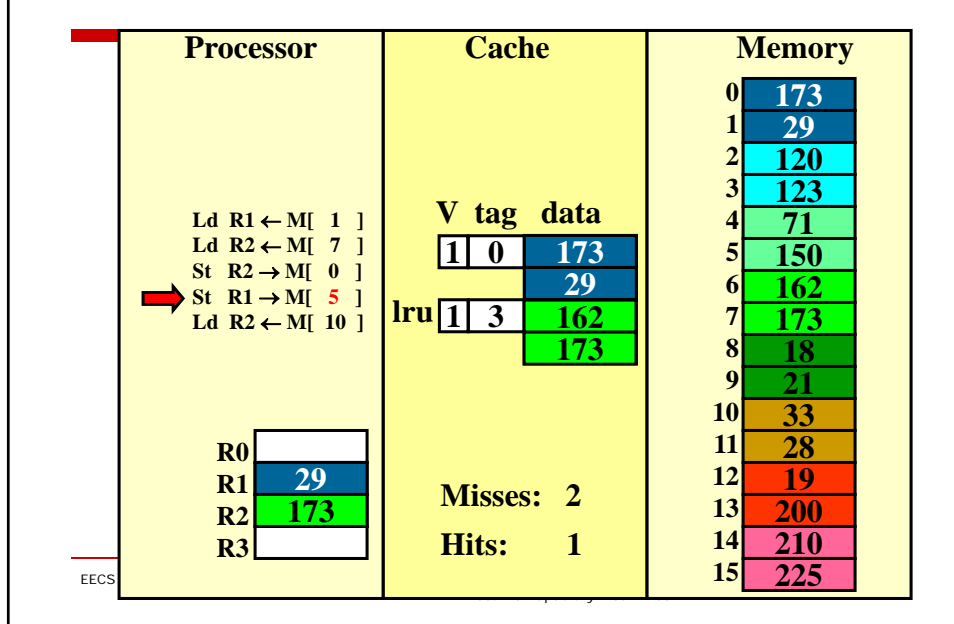 Processor
Cache
Memory
Ld R1 ← M[ 1 ]
Ld R2 ← M[ 7 ]
St R2 → M[ 0 ]
St R1 → M[ 5 ]
Ld R2 ← M[ 10 ]
R0
R1 29
R2 173
R3
V tag data
1 0 173
29
lru 1 3 162
173
Misses: 2
Hits: 1
0 173
1 29
2 120
3 123
4 71
5 150
6 162
7 173
8 18
9 21
10 33
11 28
12 19
13 200
14 210
15 225
EECS